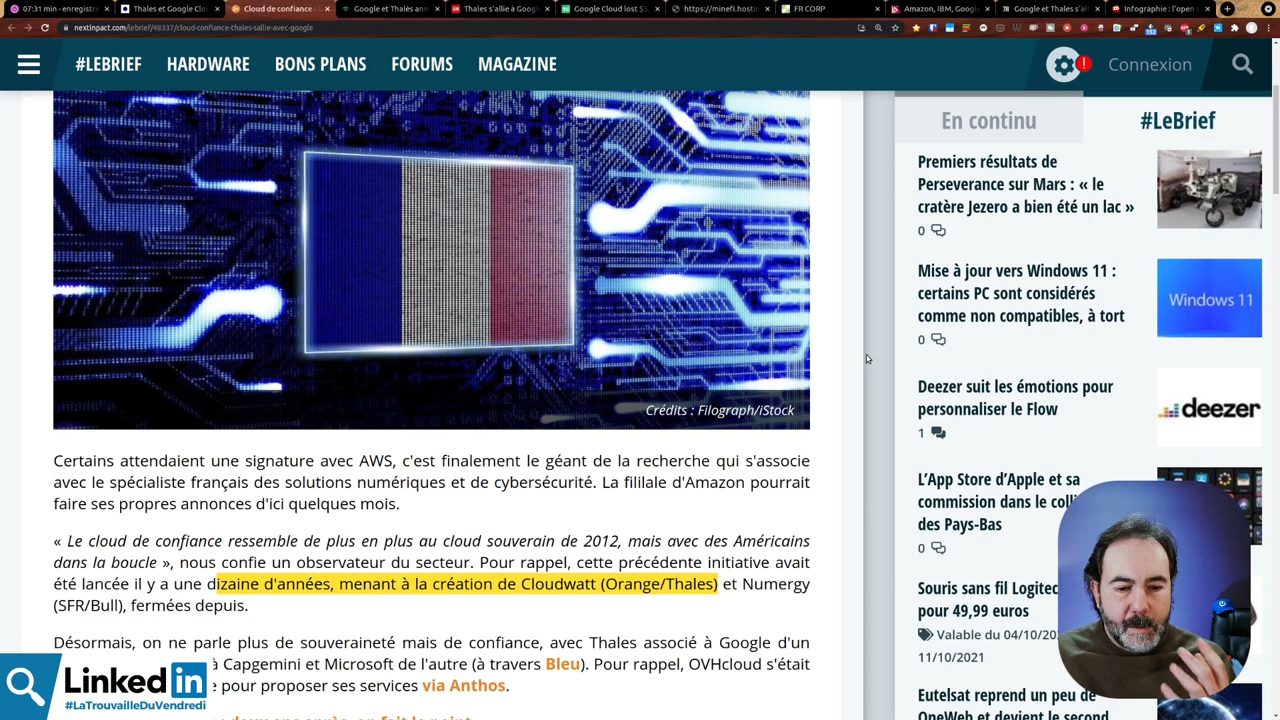 07:31 min - enregistre
Thales et Google Clou
Cloud de confiance :
Google et Thalès ann
Thales s'allie à Google
Google Cloud lost $5
https://minefi.hostin
FR CORP
Amazon, IBM, Googl
Google et Thales s'al
Infographie : l'open s
nextinpact.com/lebrief/48337/cloud-confiance-thales-sallie-avec-google
#LEBRIEF
HARDWARE
BONS PLANS
FORUMS
MAGAZINE
!
Connexion
Crédits : Filograph/iStock
Certains attendaient une signature avec AWS, c'est finalement le géant de la recherche qui s'associe
avec le spécialiste français des solutions numériques et de cybersécurité. La fililale d'Amazon pourrait
faire ses propres annonces d'ici quelques mois.
« Le cloud de confiance ressemble de plus en plus au cloud souverain de 2012, mais avec des Américains
dans la boucle », nous confie un observateur du secteur. Pour rappel, cette précédente initiative avait
été lancée il y a une dizaine d'années, menant à la création de Cloudwatt (Orange/Thales) et Numergy
(SFR/Bull), fermées depuis.
Désormais, on ne parle plus de souveraineté mais de confiance, avec Thales associé à Google d'un
à Capgemini et Microsoft de l'autre (à travers Bleu). Pour rappel, OVHcloud s'était
e pour proposer ses services via Anthos.
Linked in
#LaTrouvailleDuVendredi
En continu
#LeBrief
Premiers résultats de
Perseverance sur Mars : « le
cratère Jezero a bien été un lac »
0
Mise à jour vers Windows 11 :
certains PC sont considérés
comme non compatibles, à tort
0
Windows 11
Deezer suit les émotions pour
personnaliser le Flow
1
deezer
L'App Store d'Apple et sa
commission dans le coll
des Pays-Bas
0
Souris sans fil Logitec
pour 49,99 euros
Valable du 04/10/20
11/10/2021
Eutelsat reprend un peu de
OneWeb et devient le second